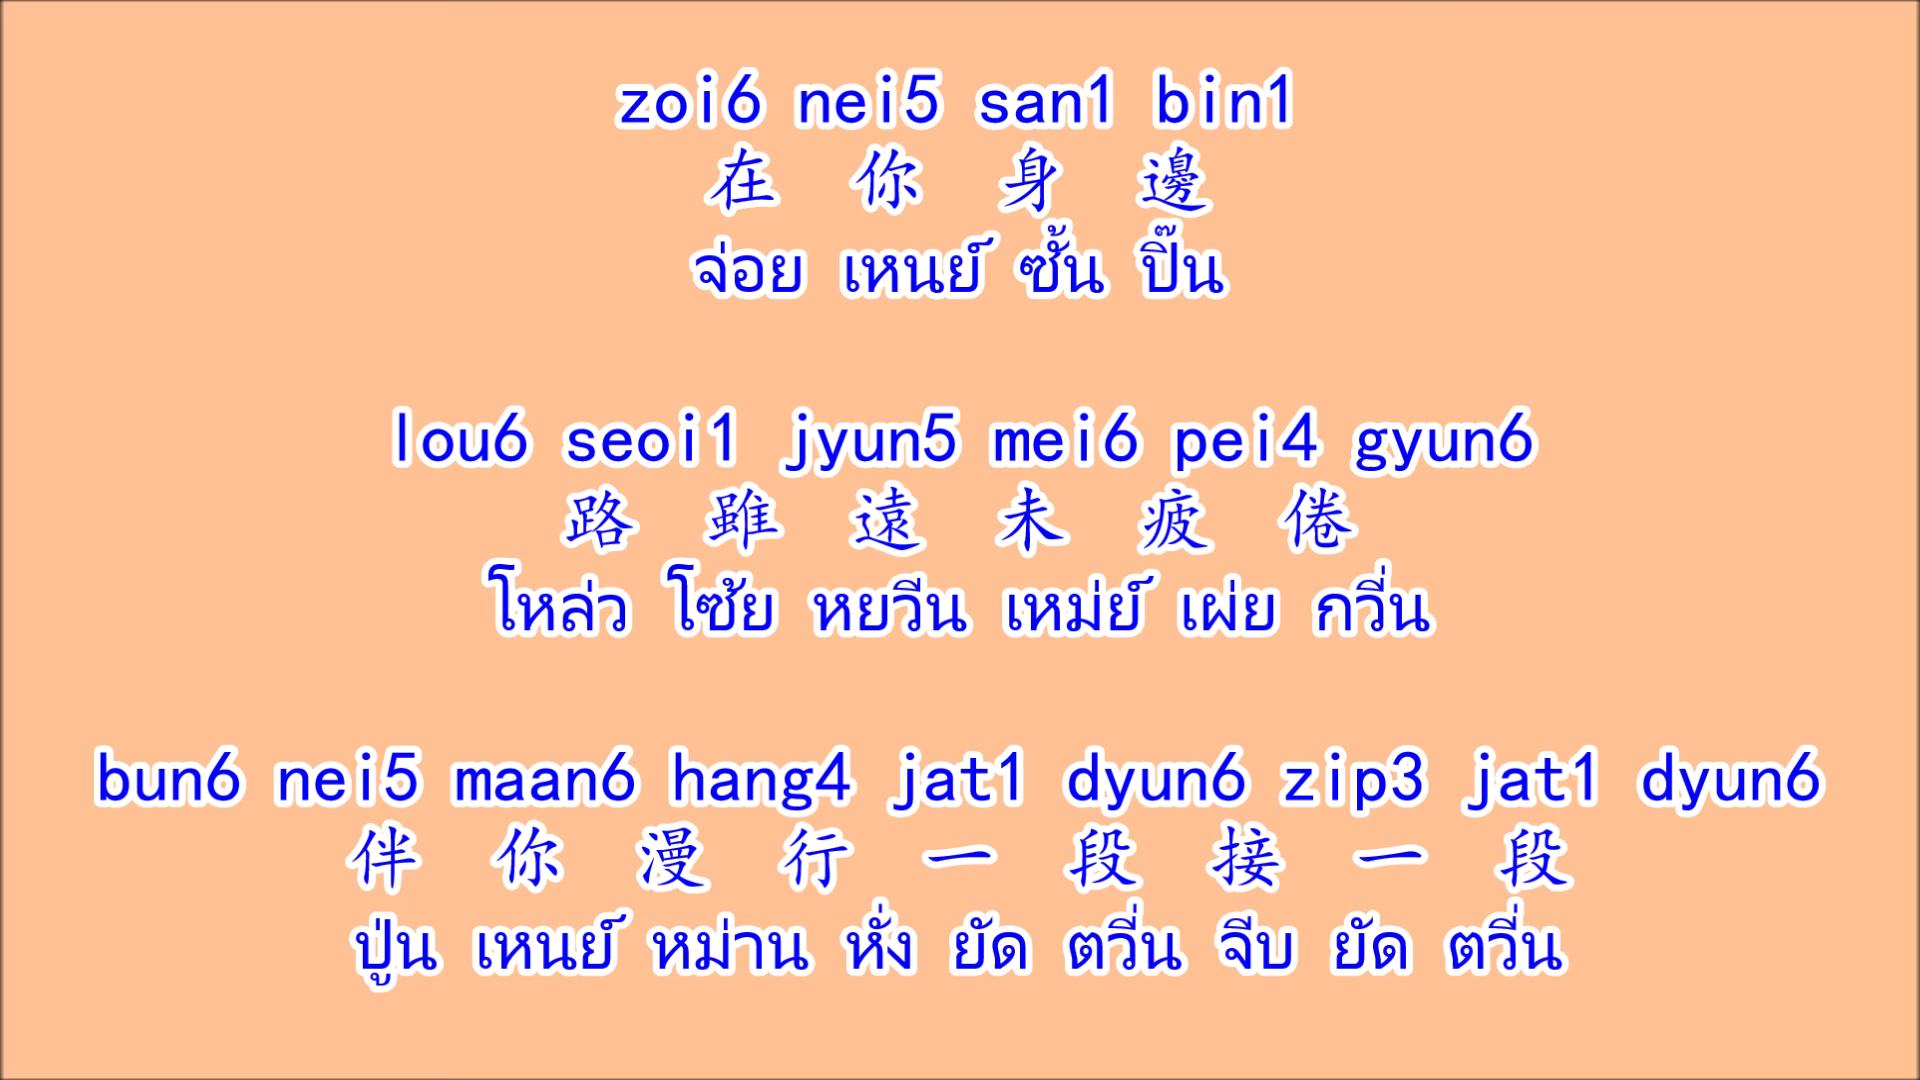 zoi6 nei5 san1 bin1
在 你 身 邊
จ่อย เหนย์ ซั้น ปิ๊น
lou6 seoi1 jyun5 mei6 pei4 gyun6
路 雖 遠 未 疲 倦
โหล่ว โซ้ย หยวีน เหม่ย์ เผ่ย กวี่น
bun6 nei5 maan6 hang4 jat1 dyun6 zip3 jat1 dyun6
伴 你 漫 行 一 段 接 一 段
ปู่น เหนย์ หม่าน หั่ง ยัด ตวี่น จีบ ยัด ตวี่น